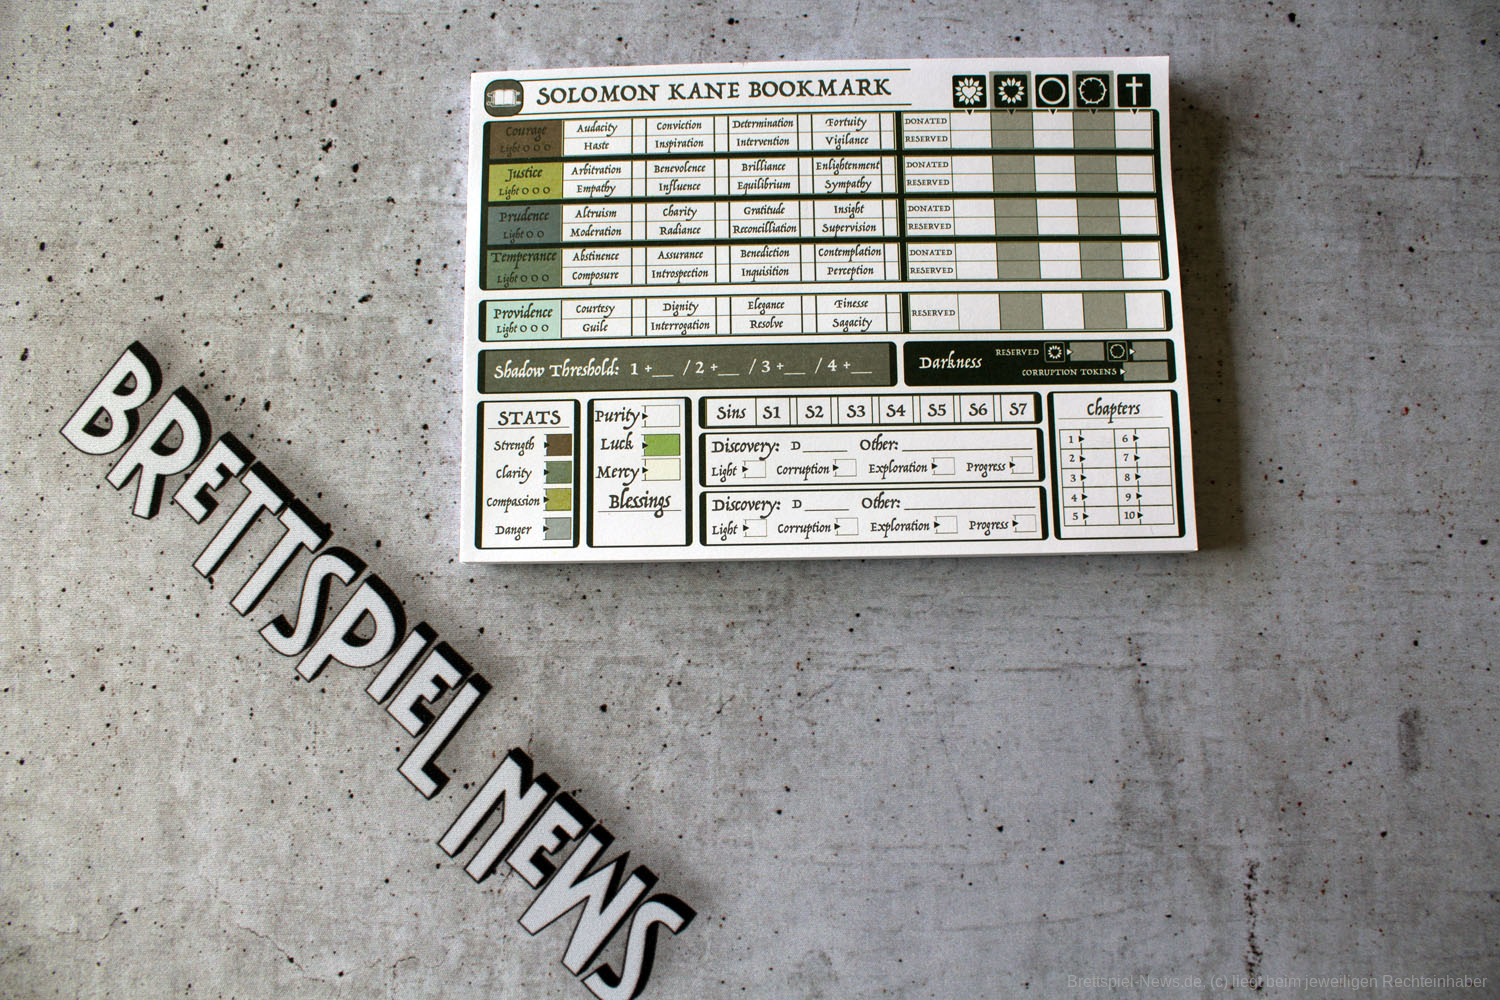 SOLOMON KANE BOOKMARK
Courage
Light
Audacity Conviction Determination Fortuity
Haste Inspiration Intervention Vigilance
DONATED
RESERVED
Justice
Light
Arbitration Benevolence Brilliance Enlightenment
Empathy Influence Equilibrium Sympathy
DONATED
RESERVED
Prudence
Light
Altruism Charity Gratitude Insight
Moderation Radiance Reconcilliation Supervision
DONATED
RESERVED
Temperance
Light
Abstinence Assurance Benediction Contemplation
Composure Introspection Inquisition Perception
DONATED
RESERVED
Providence
Light
Courtesy Dignity Elegance Finesse
Guile Interrogation Resolve Sagacity
RESERVED
Shadow Threshold: 1 +__ / 2 +__ / 3 +__ / 4 +__
Darkness
RESERVED
CORRUPTION TOKENS
STATS
Strength
Clarity
Compassion
Danger
Purity
Luck
Mercy
Blessings
Sins S1 S2 S3 S4 S5 S6 S7
Discovery: D ______ Other: ______
Light Corruption Exploration Progress
Discovery: D ______ Other: ______
Light Corruption Exploration Progress
Chapters
1 6
2 7
3 8
4 9
5 10
BRETTSPIEL NEWS
Brettspiel-News.de, (c) liegt beim jeweiligen Rechteinhaber